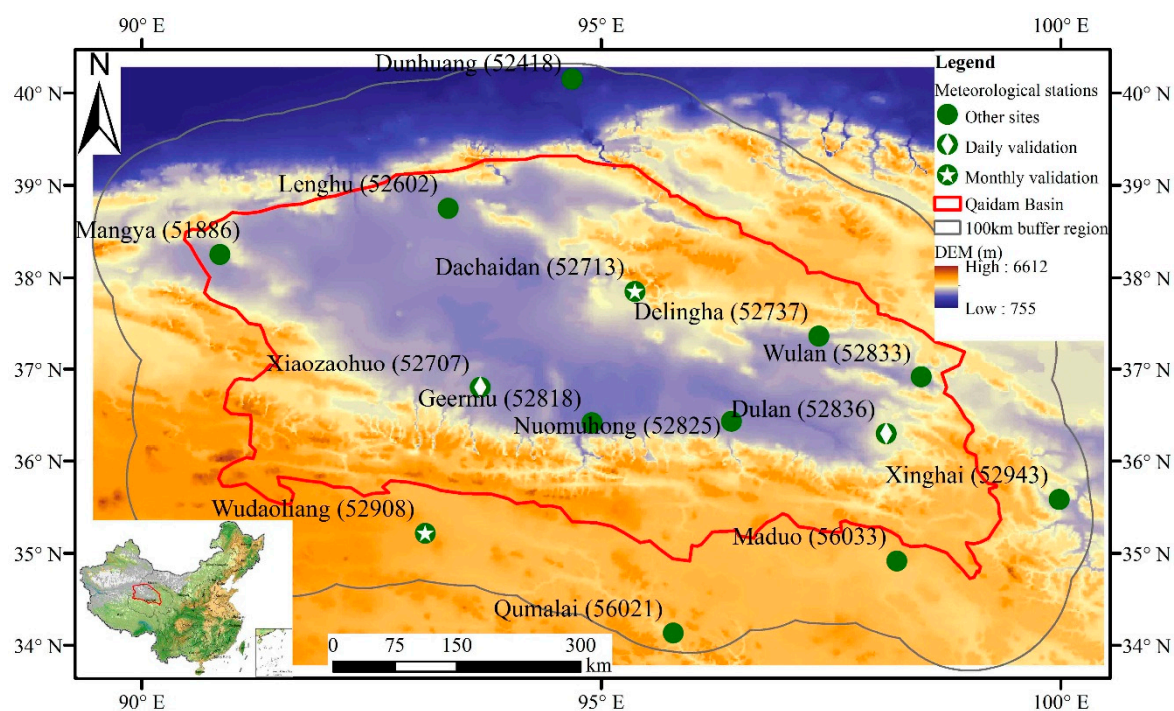 90° E 95° E 100° E
N
Dunhuang (52418)
Legend
Meteorological stations
Other sites
Daily validation
Monthly validation
Qaidam Basin
100km buffer region
DEM (m)
High : 6612
Low : 755
40° N 40° N
39° N 39° N
Lenghu (52602)
Mangya (51886)
38° N 38° N
Dachaidan (52713)
Delingha (52737)
Wulan (52833)
37° N 37° N
Xiaozaohuo (52707)
Geermu (52818)
Nuomuhong (52825)
Dulan (52836)
36° N 36° N
Xinghai (52943)
Wudaoliang (52908)
35° N 35° N
Maduo (56033)
Qumalai (56021)
34° N 34° N
0 75 150 300
km
90° E 95° E 100° E